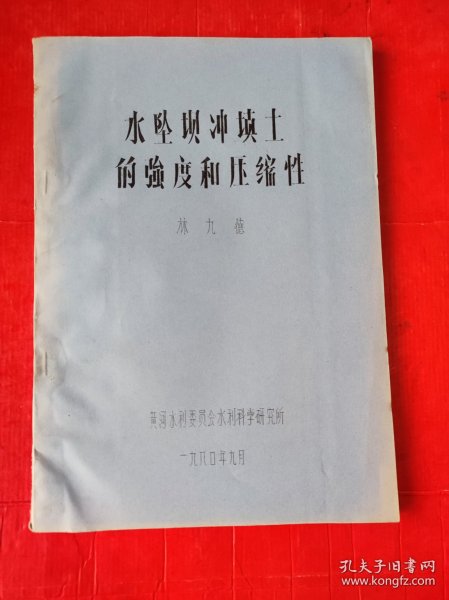 水坠坝冲填土
的強度和压缩性
林九德
黄河水利委员会水利科学研究所
一九八〇年九月
孔夫子旧书网
www.kongfz.com